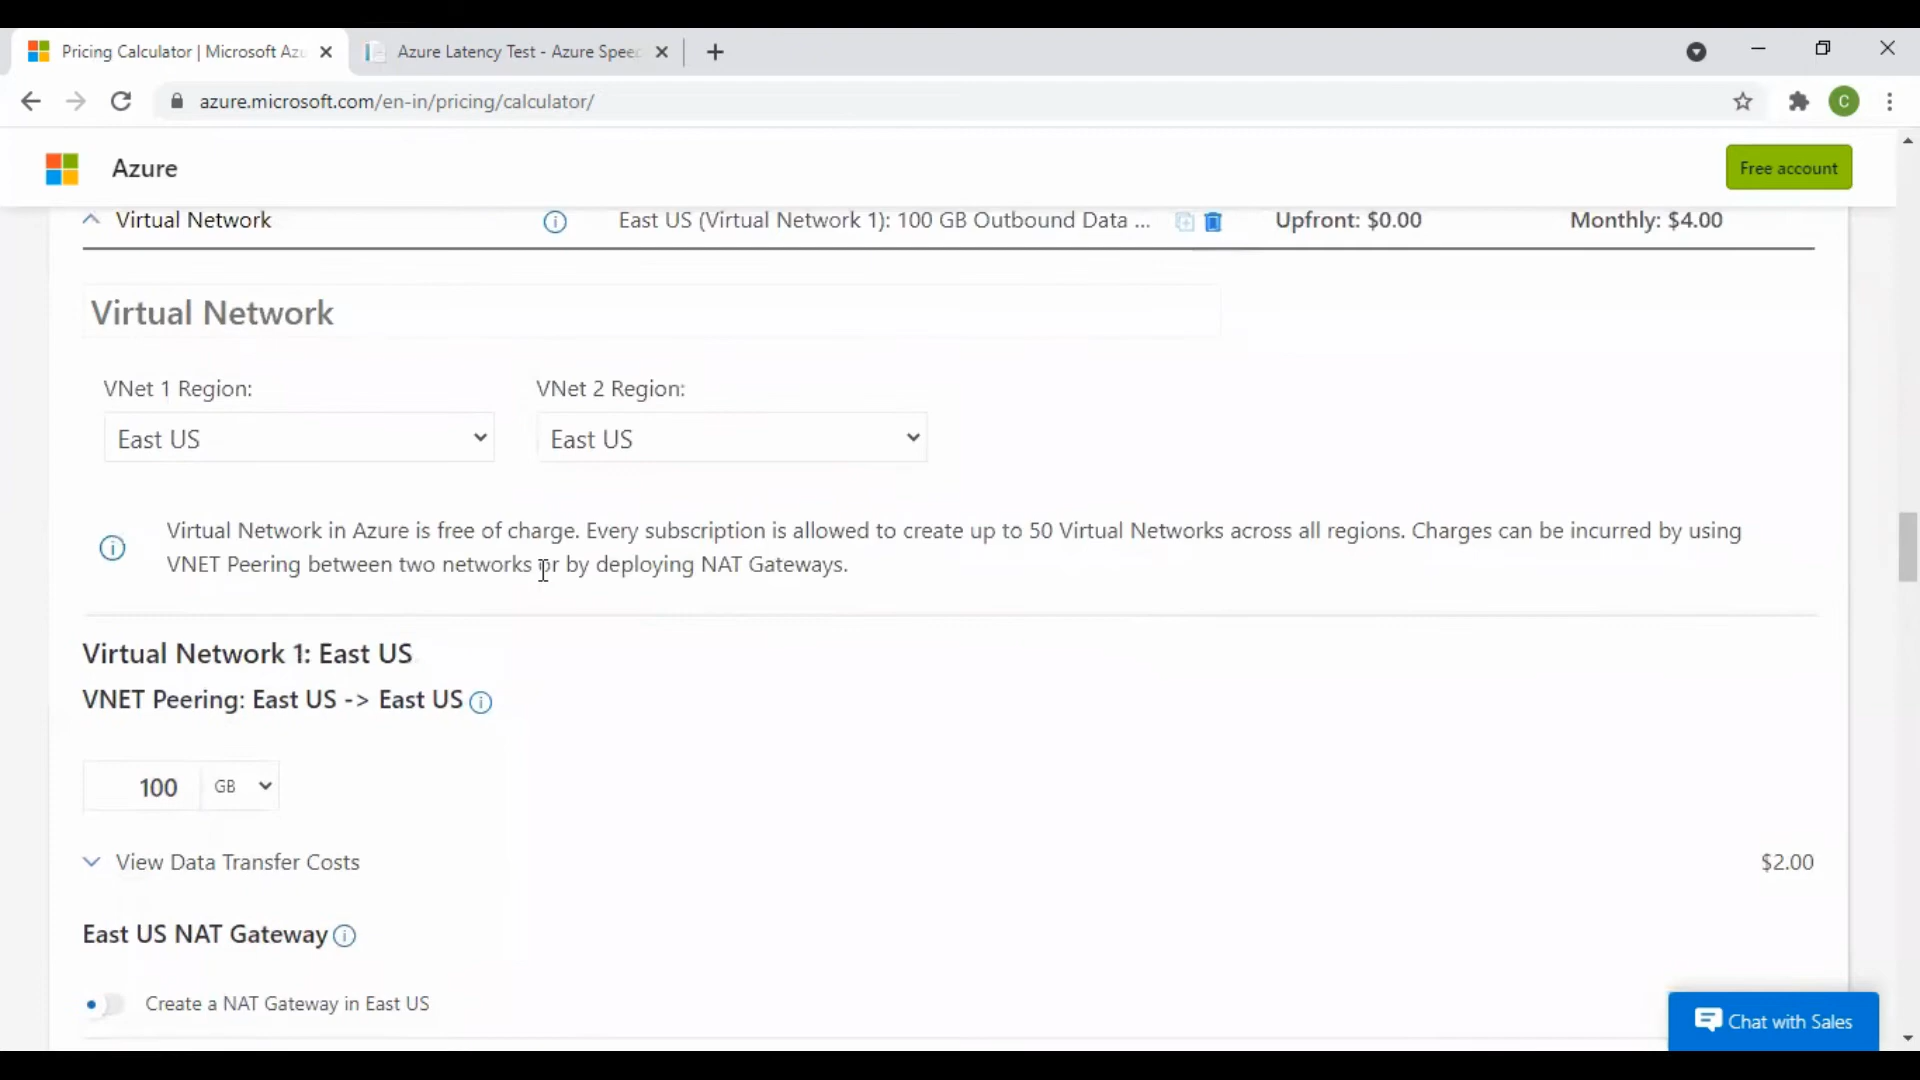 Pricing Calculator | Microsoft Az
Azure Latency Test - Azure Spee
azure.microsoft.com/en-in/pricing/calculator/
C
Azure
Free account
Virtual Network
East US (Virtual Network 1): 100 GB Outbound Data ...
Upfront: $0.00
Monthly: $4.00
Virtual Network
VNet 1 Region:
VNet 2 Region:
East US
East US
Virtual Network in Azure is free of charge. Every subscription is allowed to create up to 50 Virtual Networks across all regions. Charges can be incurred by using
VNET Peering between two networks or by deploying NAT Gateways.
Virtual Network 1: East US
VNET Peering: East US -> East US
100 GB
View Data Transfer Costs
$2.00
East US NAT Gateway
Create a NAT Gateway in East US
Chat with Sales